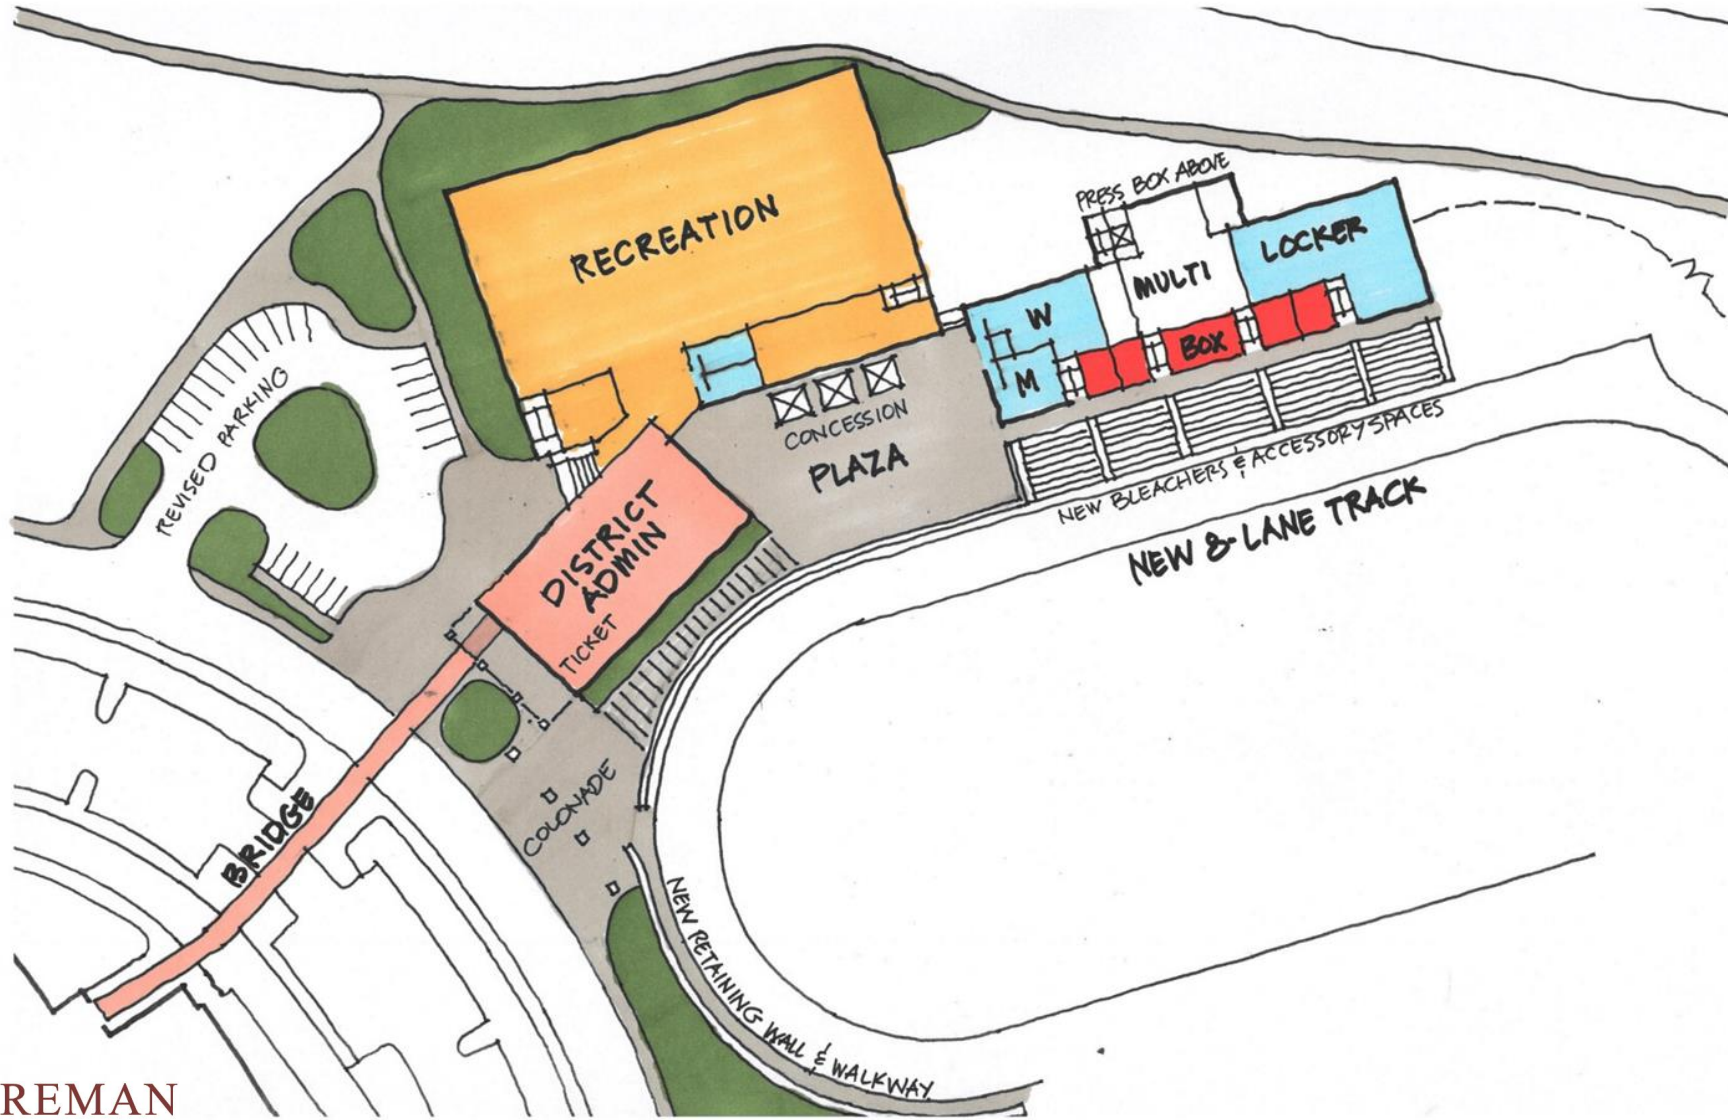 PRESS BOX ABOVE
RECREATION
LOCKER
MULTI
W
BOX
M
REVISED PARKING
CONCESSION
PLAZA
NEW BLEACHERS & ACCESSORY SPACES
NEW 8-LANE TRACK
DISTRICT
ADMIN
TICKET
COLONADE
BRIDGE
NEW RETAINING WALL & WALKWAY
REMAN